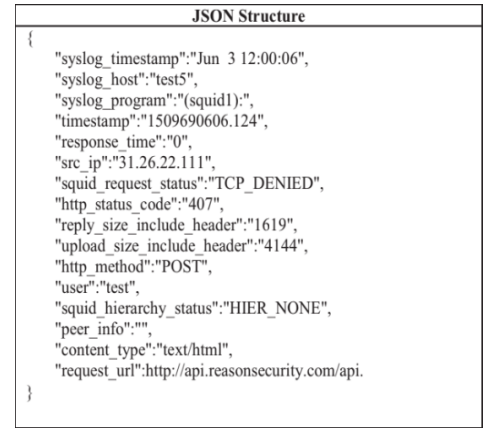 JSON Structure
{
"syslog_timestamp":"Jun  3 12:00:06",
"syslog_host":"test5",
"syslog_program":"(squid1):",
"timestamp":"1509690606.124",
"response_time":"0",
"src_ip":"31.26.22.111",
"squid_request_status":"TCP_DENIED",
"http_status_code":"407",
"reply_size_include_header":"1619",
"upload_size_include_header":"4144",
"http_method":"POST",
"user":"test",
"squid_hierarchy_status":"HIER_NONE",
"peer_info":"",
"content_type":"text/html",
"request_url":http://api.reasonsecurity.com/api.
}